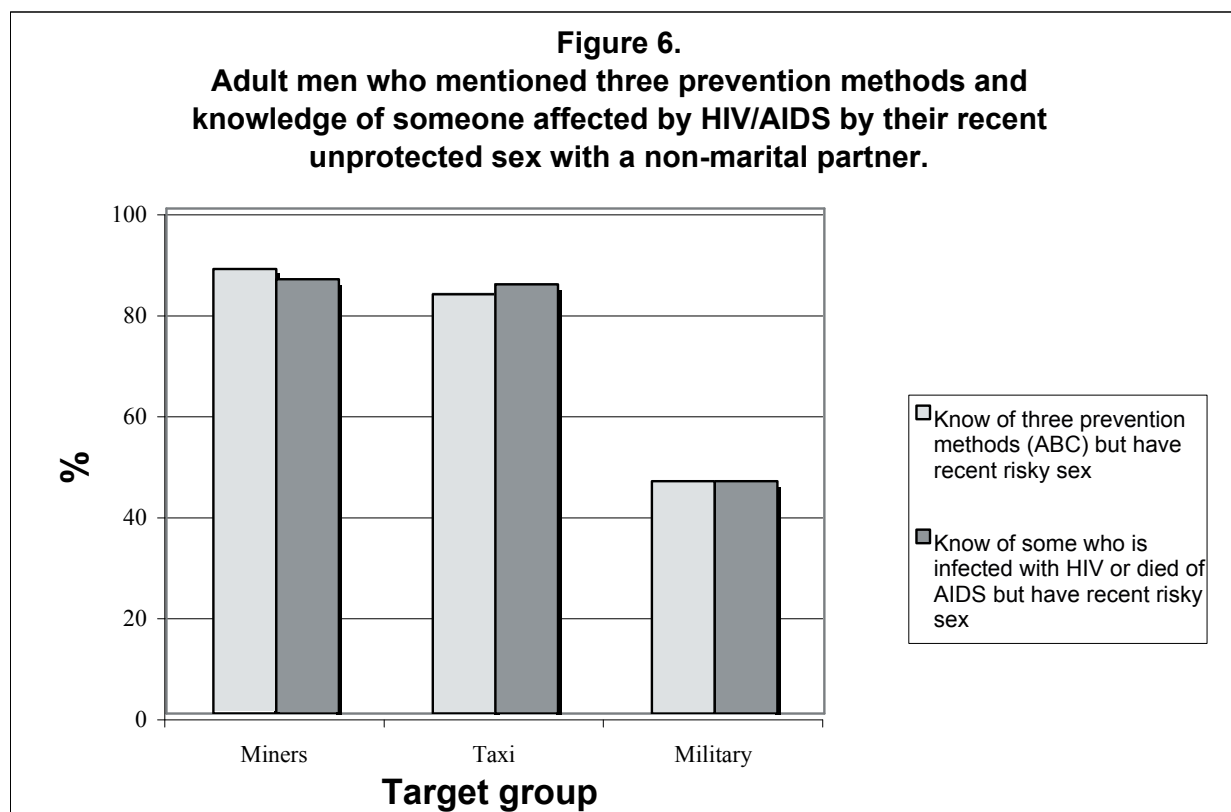 Figure 6.
Adult men who mentioned three prevention methods and
knowledge of someone affected by HIV/AIDS by their recent
unprotected sex with a non-marital partner.
100
80
60
40
20
0
%
Miners
Taxi
Military
Target group
Know of three prevention
methods (ABC) but have
recent risky sex
Know of some who is
infected with HIV or died of
AIDS but have recent risky
sex